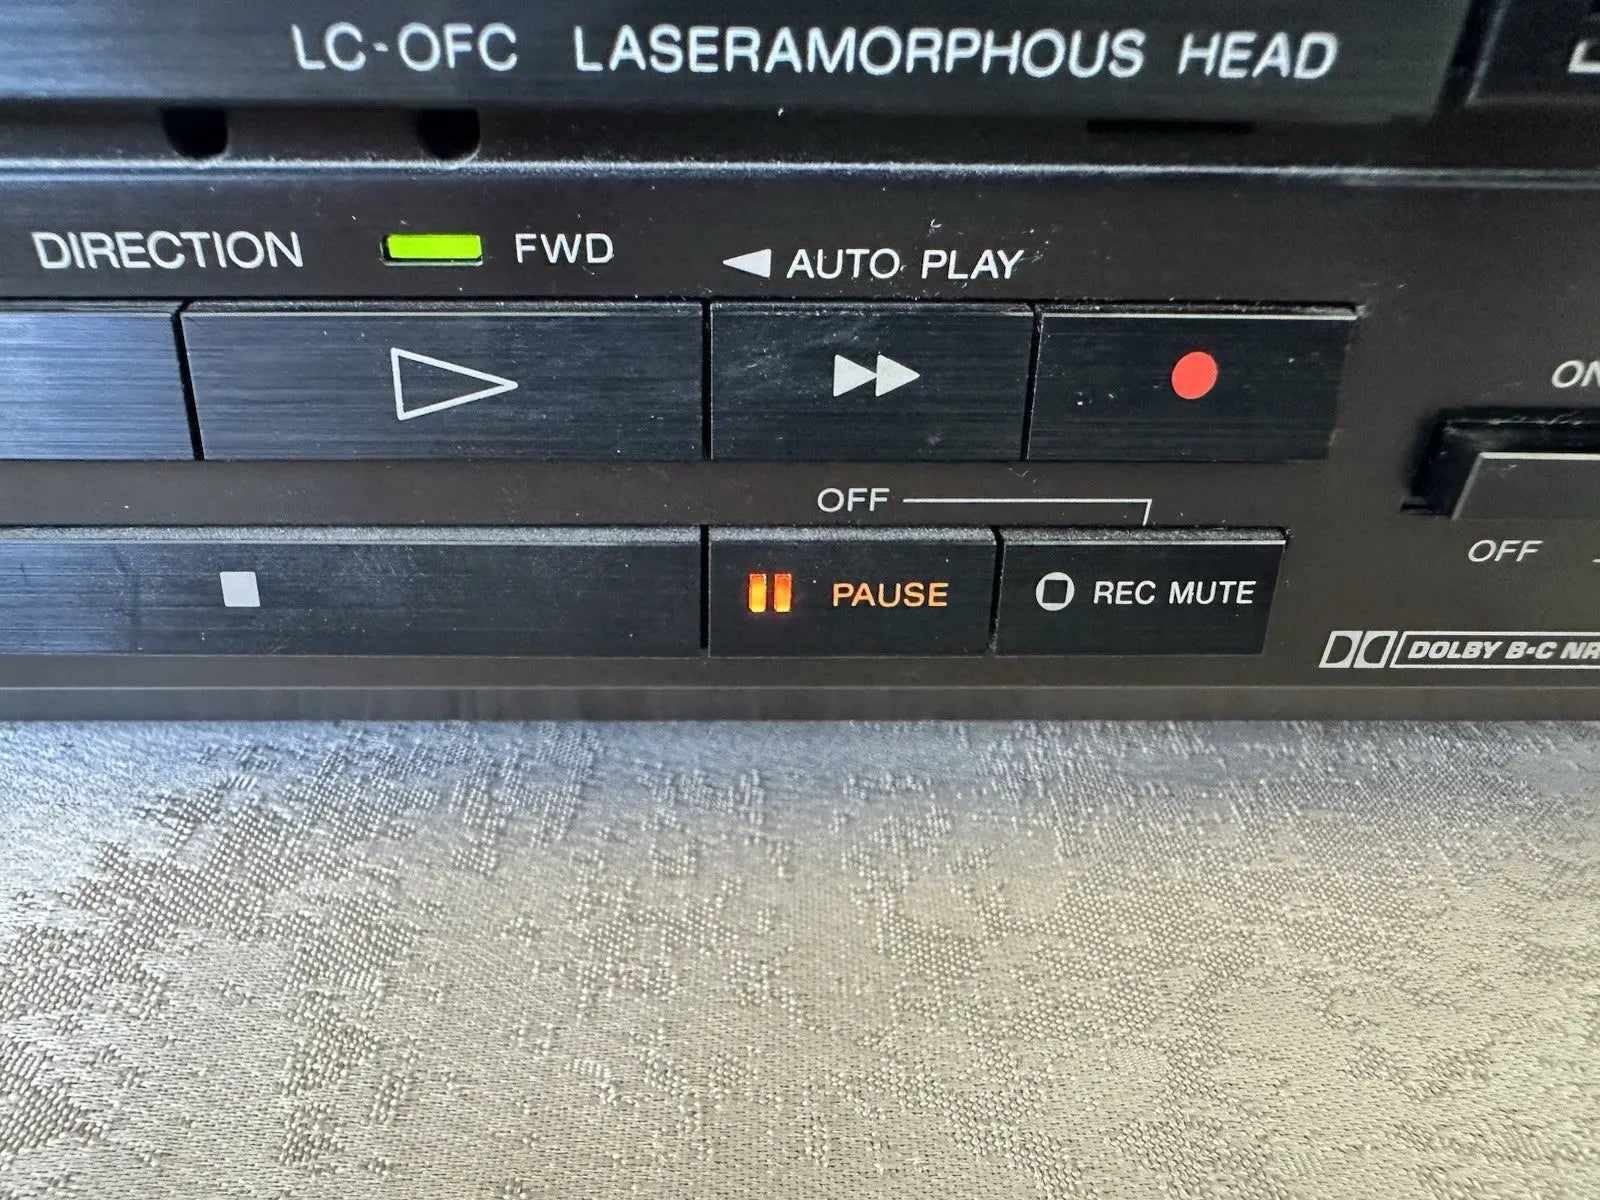 LC-OFC LASERAMORPHOUS HEAD
DIRECTION FWD AUTO PLAY
OFF
PAUSE REC MUTE
OFF
DOLBY B·C NR